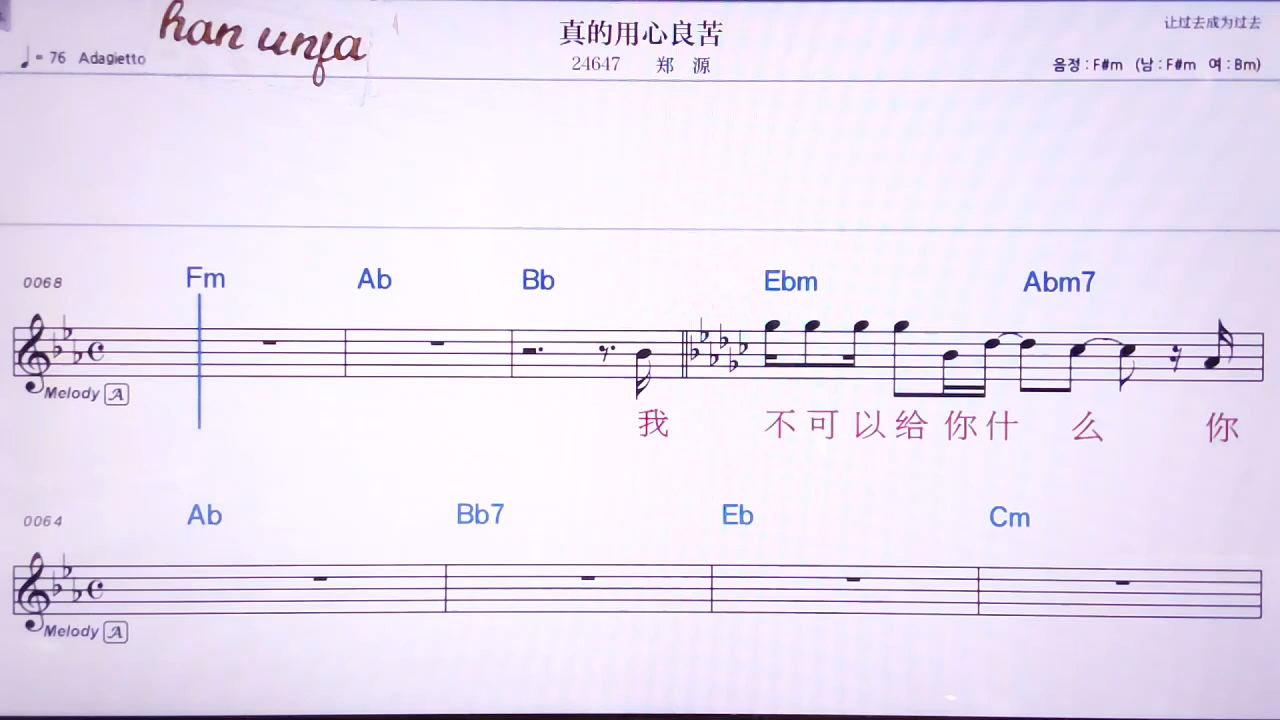 han unja
真的用心良苦
让过去成为过去
♩= 76 Adagietto
24647 郑 源
음정 : F#m (남 : F#m 여 : Bm)
0068 Fm Ab Bb Ebm Abm7
Melody A
我 不可以给你什么 你
0064 Ab Bb7 Eb Cm
Melody A